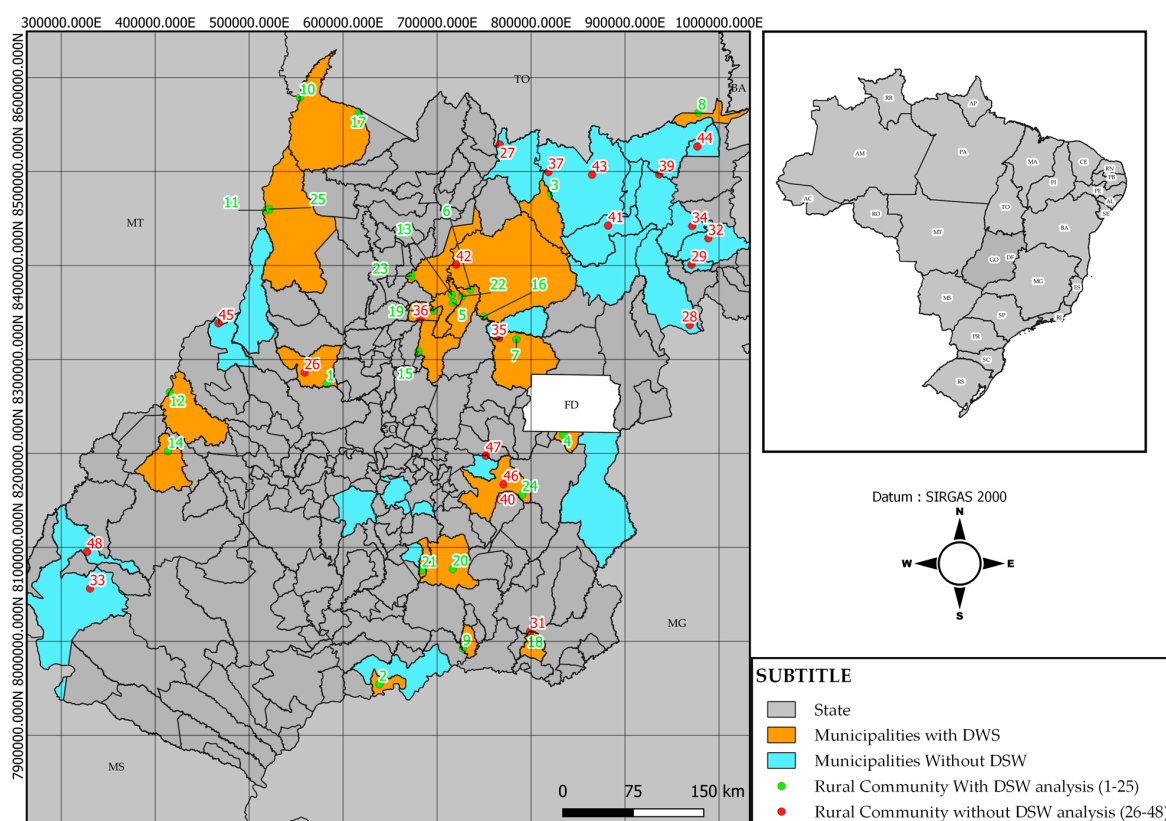 300000.000E 400000.000E 500000.000E 600000.000E 700000.000E 800000.000E 900000.000E 1000000.000E
8600000.000N
8500000.000N
8400000.000N
8300000.000N
8200000.000N
8100000.000N
8000000.000N
7900000.000N
TO
BA
10
17
8
44
27
37
43
39
3
11
25
6
13
41
34
32
MT
42
29
23
22
16
19
36
5
28
45
35
7
15
26
1
12
FD
4
14
47
46
24
40
48
21
20
33
31
18
9
MG
2
MS
0 75 150 km
RR
AP
AM
PA
MA
CE
RN
PB
PI
PE
AL
SE
AC
TO
RO
BA
MT
GO
DF
MG
MS
ES
SP
RJ
PR
SC
RS
Datum : SIRGAS 2000
N
W E
S
SUBTITLE
State
Municipalities with DWS
Municipalities Without DSW
Rural Community With DSW analysis (1-25)
Rural Community without DSW analysis (26-48)